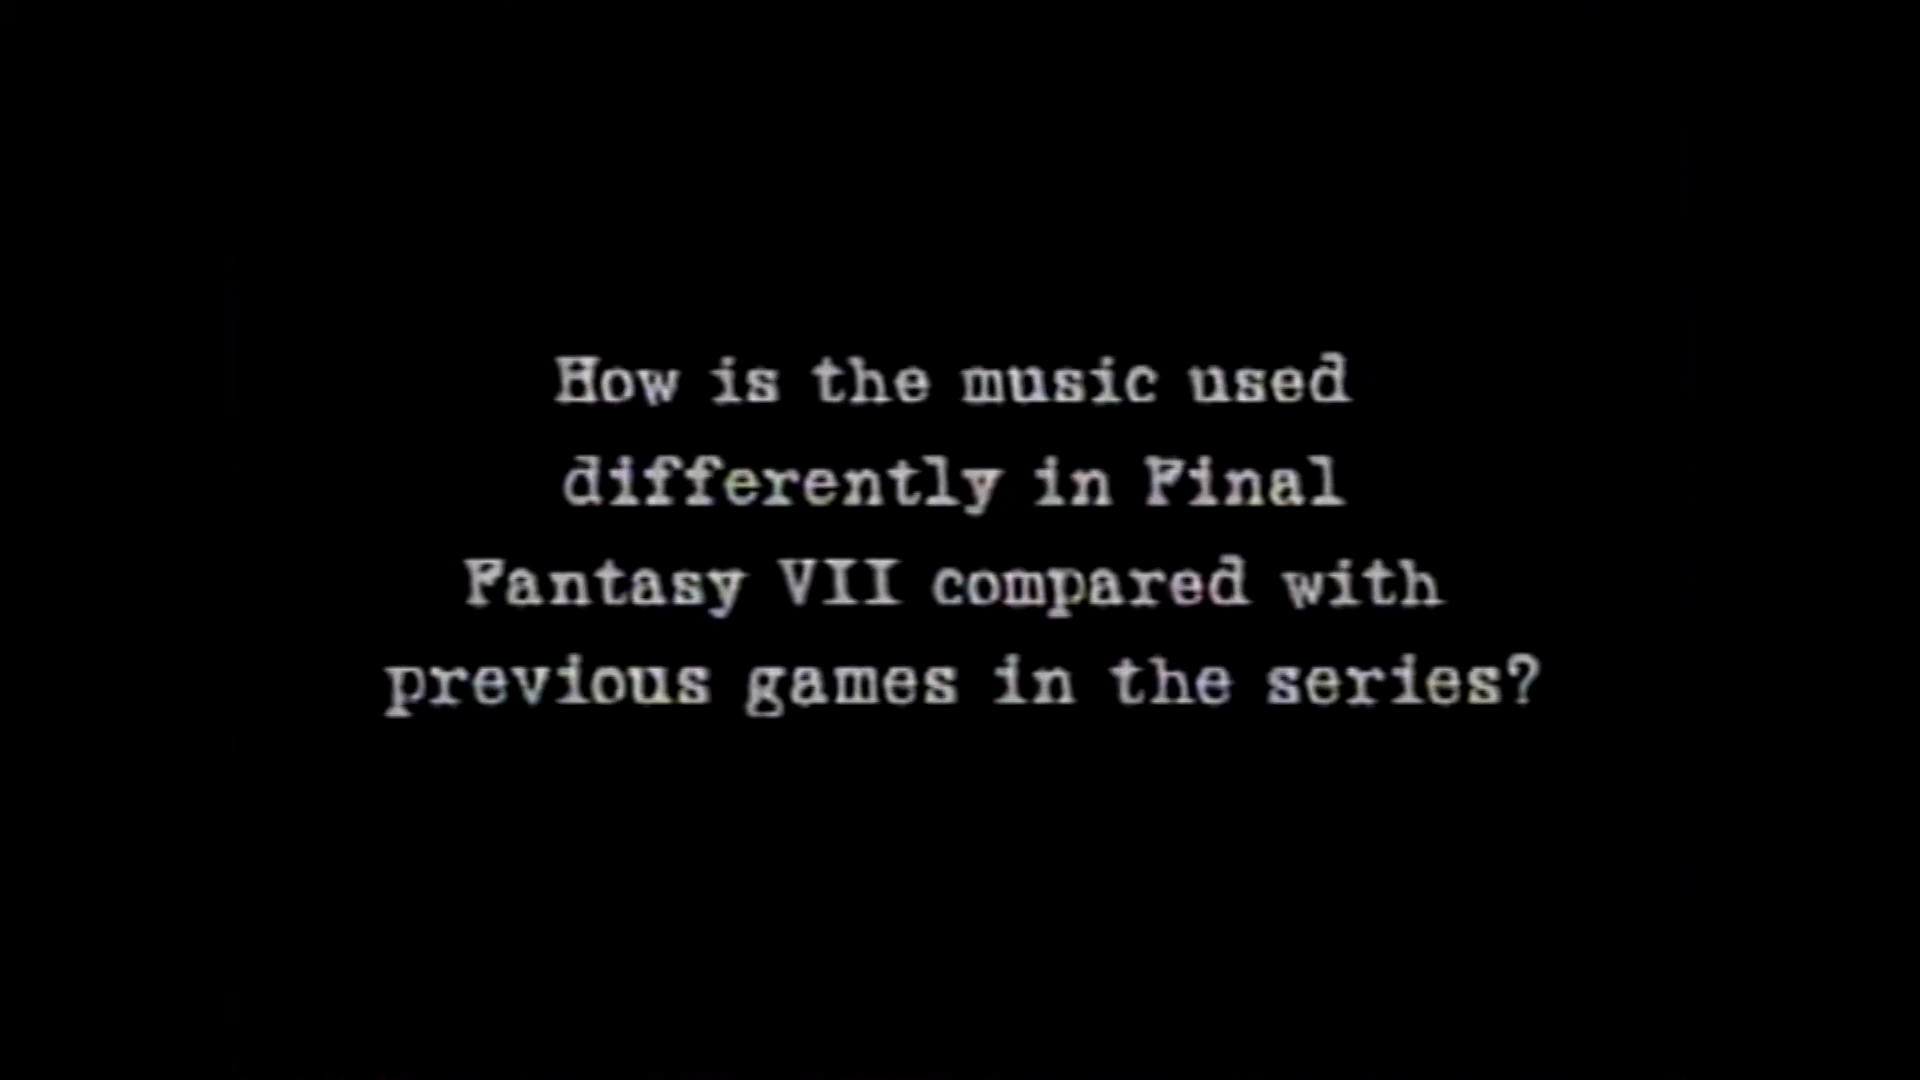 How is the music used
differently in Final
Fantasy VII compared with
previous games in the series?